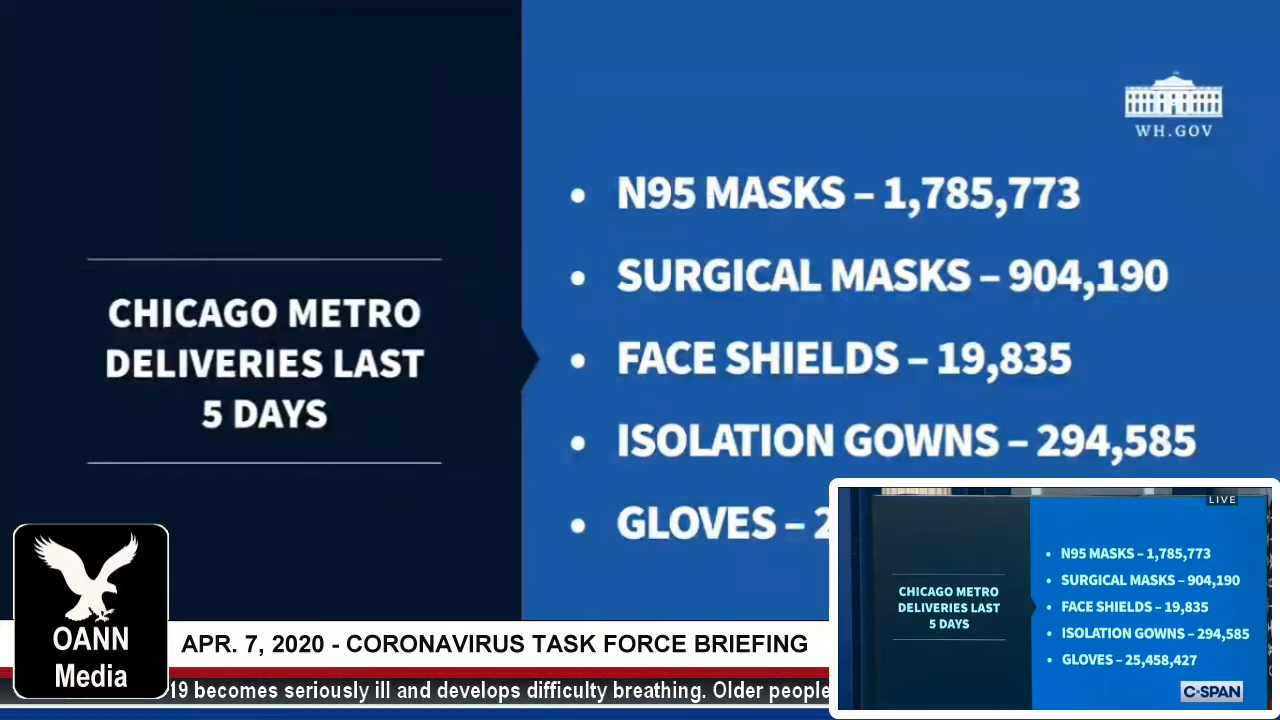 WH.GOV
CHICAGO METRO
DELIVERIES LAST
5 DAYS
• N95 MASKS – 1,785,773
• SURGICAL MASKS – 904,190
• FACE SHIELDS – 19,835
• ISOLATION GOWNS – 294,585
• GLOVES – 2
LIVE
CHICAGO METRO
DELIVERIES LAST
5 DAYS
• N95 MASKS – 1,785,773
• SURGICAL MASKS – 904,190
• FACE SHIELDS – 19,835
• ISOLATION GOWNS – 294,585
• GLOVES – 25,458,427
C-SPAN
OANN
Media
APR. 7, 2020 - CORONAVIRUS TASK FORCE BRIEFING
19 becomes seriously ill and develops difficulty breathing. Older people